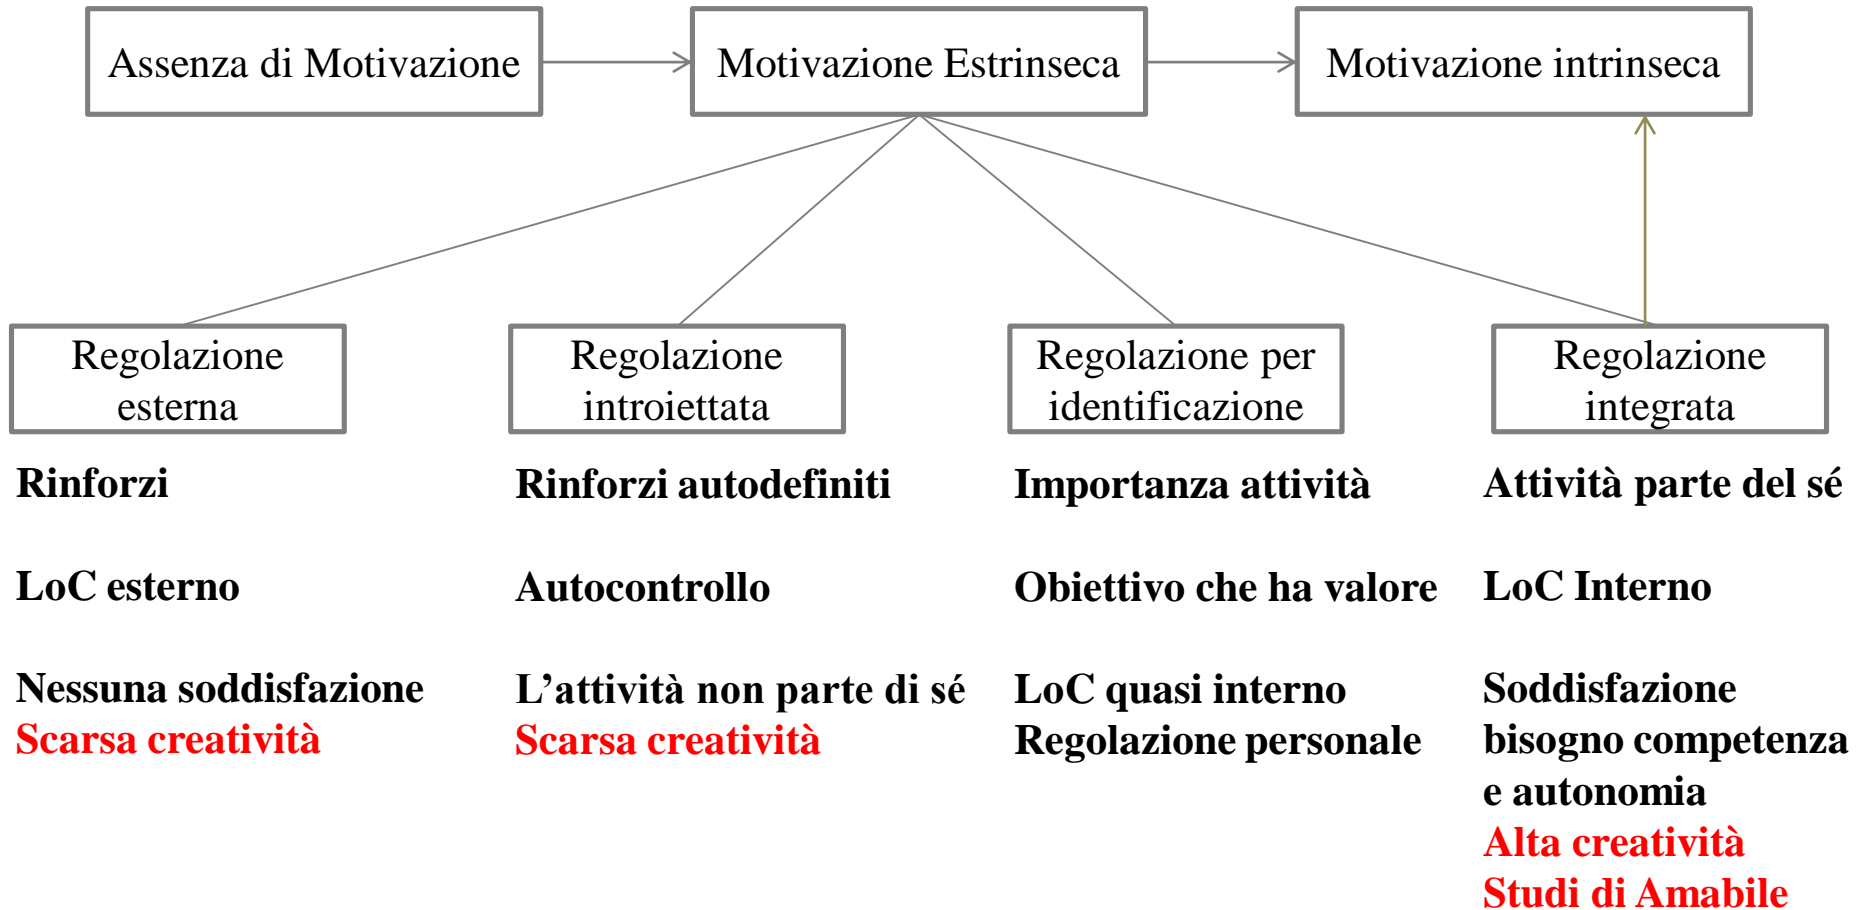 Assenza di Motivazione
Motivazione Estrinseca
Motivazione intrinseca
Regolazione
esterna
Regolazione
introiettata
Regolazione per
identificazione
Regolazione
integrata
Rinforzi
LoC esterno
Nessuna soddisfazione
Scarsa creatività
Rinforzi autodefiniti
Autocontrollo
L’attività non parte di sé
Scarsa creatività
Importanza attività
Obiettivo che ha valore
LoC quasi interno
Regolazione personale
Attività parte del sé
LoC Interno
Soddisfazione
bisogno competenza
e autonomia
Alta creatività
Studi di Amabile